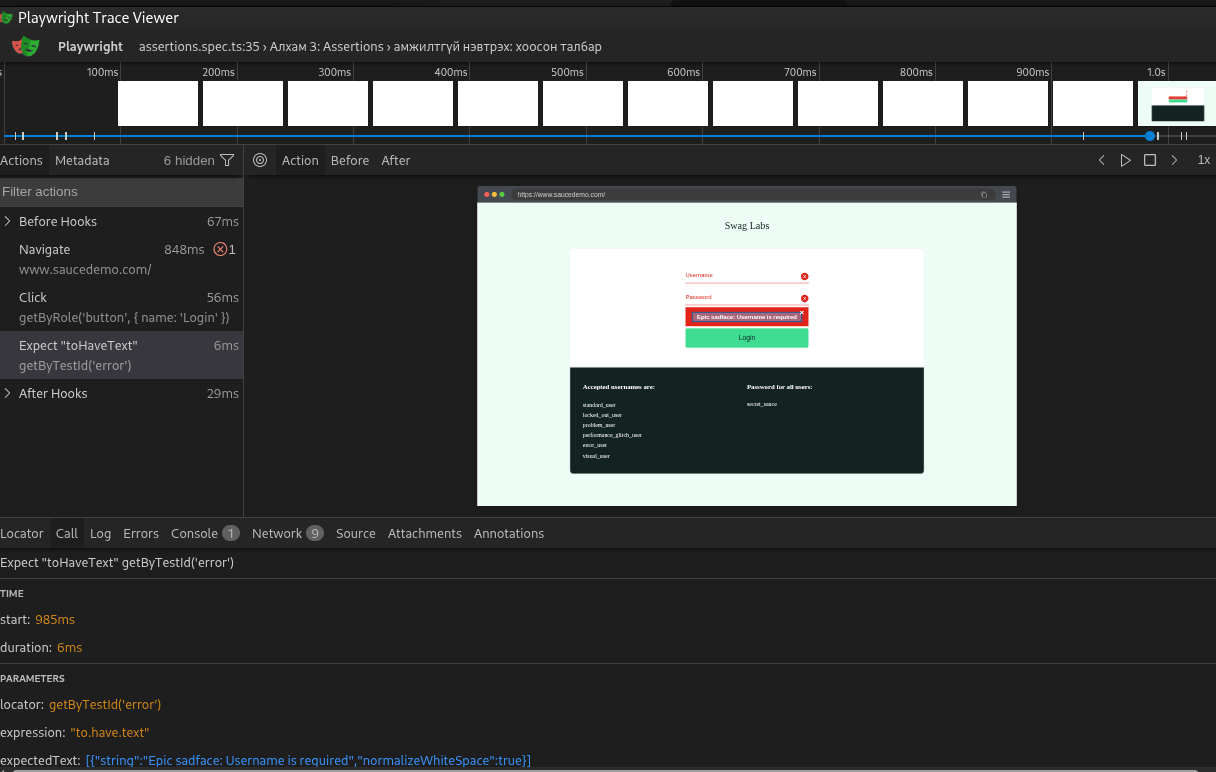 Playwright Trace Viewer
Playwright assertions.spec.ts:35 › Алхам 3: Assertions › амжилтгүй нэвтрэх: хоосон талбар
100ms 200ms 300ms 400ms 500ms 600ms 700ms 800ms 900ms 1.0s
Actions Metadata 6 hidden
Action Before After 1x
Filter actions
Before Hooks 67ms
Navigate 848ms 1
www.saucedemo.com/
Click 56ms
getByRole('button', { name: 'Login' })
Expect "toHaveText" 6ms
getByTestId('error')
After Hooks 29ms
https://www.saucedemo.com/
Swag Labs
Username
Password
Epic sadface: Username is required
Login
Accepted usernames are:
standard_user
locked_out_user
problem_user
performance_glitch_user
error_user
visual_user
Password for all users:
secret_sauce
Locator Call Log Errors Console 1 Network 9 Source Attachments Annotations
Expect "toHaveText" getByTestId('error')
TIME
start: 985ms
duration: 6ms
PARAMETERS
locator: getByTestId('error')
expression: "to.have.text"
expectedText: [{"string":"Epic sadface: Username is required","normalizeWhiteSpace":true}]